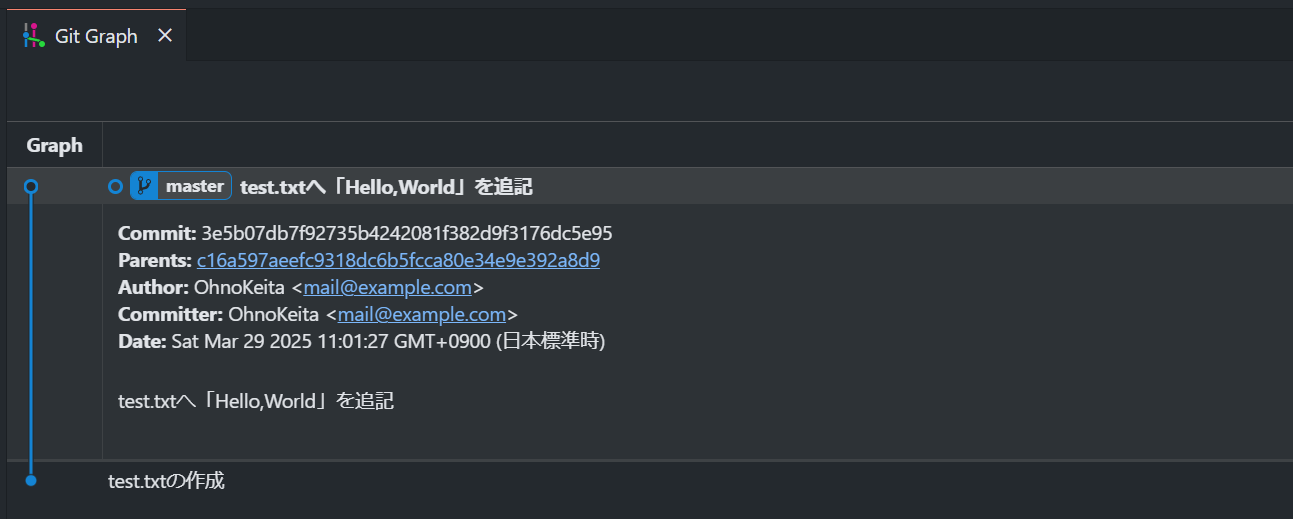 Git Graph
Graph
master test.txtへ「Hello,World」を追記
Commit: 3e5b07db7f92735b4242081f382d9f3176dc5e95
Parents: c16a597aeefc9318dc6b5fcca80e34e9e392a8d9
Author: OhnoKeita <mail@example.com>
Committer: OhnoKeita <mail@example.com>
Date: Sat Mar 29 2025 11:01:27 GMT+0900 (日本標準時)
test.txtへ「Hello,World」を追記
test.txtの作成